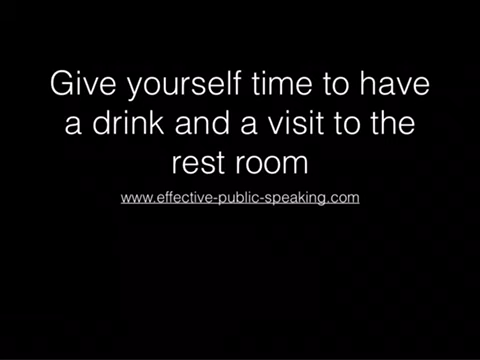 Give yourself time to have
a drink and a visit to the
rest room
www.effective-public-speaking.com